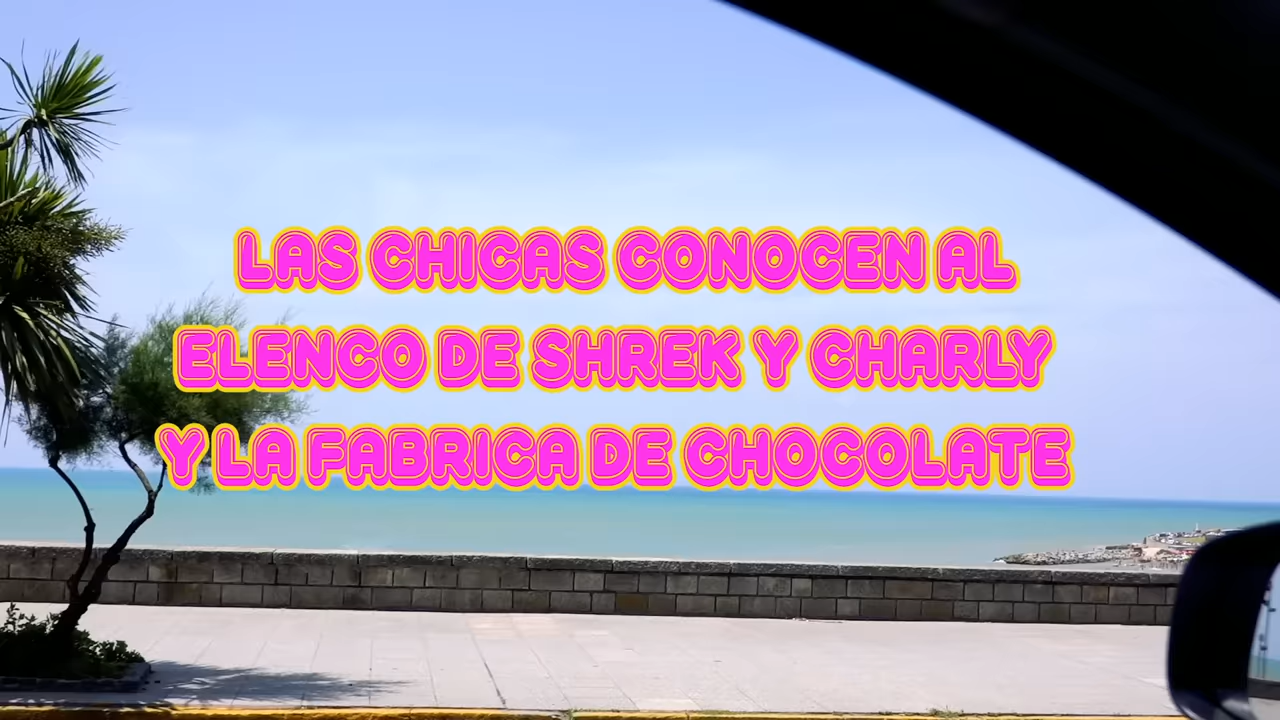 LAS CHICAS CONOCEN AL
ELENCO DE SHREK Y CHARLY
Y LA FABRICA DE CHOCOLATE